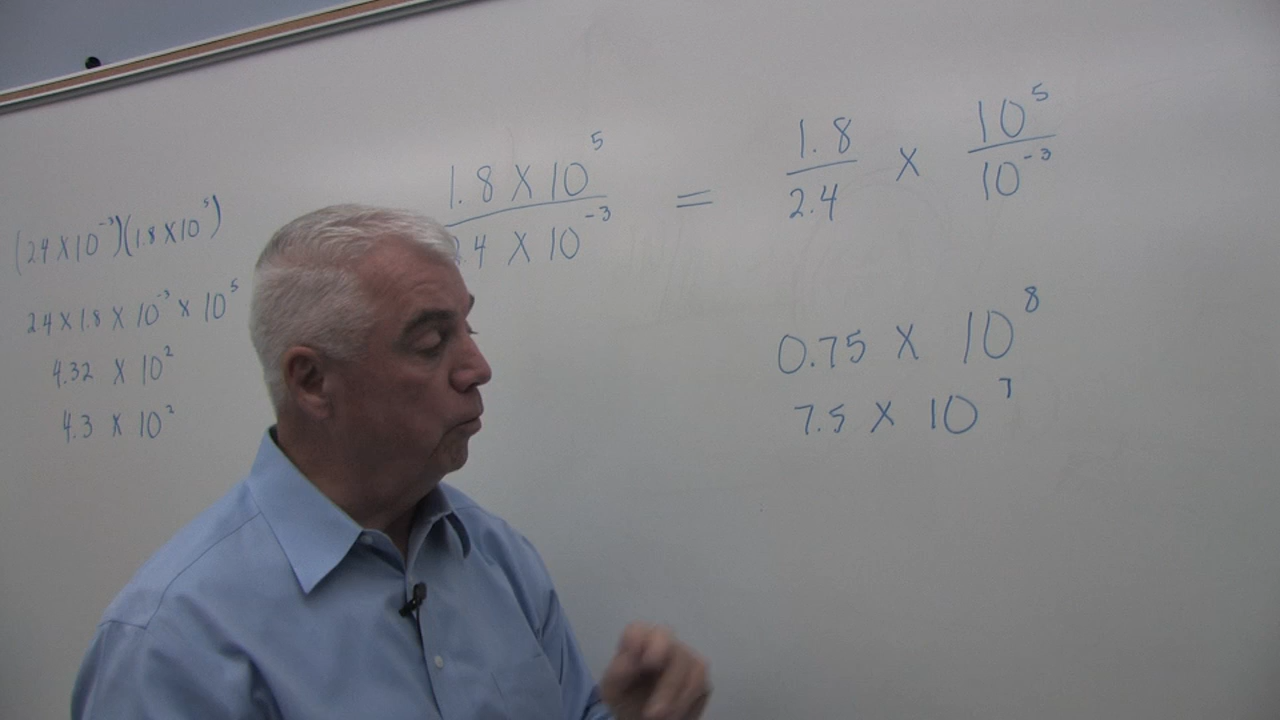 (2.4 X 10⁻³)(1.8 X 10⁵)
2.4 X 1.8 X 10⁻³ X 10⁵
4.32 X 10²
4.3 X 10²
1.8 X 10⁵
.4 X 10⁻³
=
1.8
2.4
X
10⁵
10⁻³
0.75 X 10⁸
7.5 X 10⁷